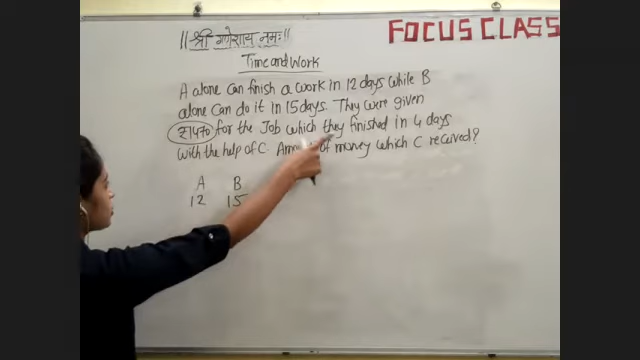 ||श्री गणेशाय नमः||
FOCUS CLASS
Time and Work
A alone can finish a work in 12 days while B
alone can do it in 15 days. They were given
₹1470 for the Job which they finished in 4 days
with the help of C. of money which C received?
A B
12 15